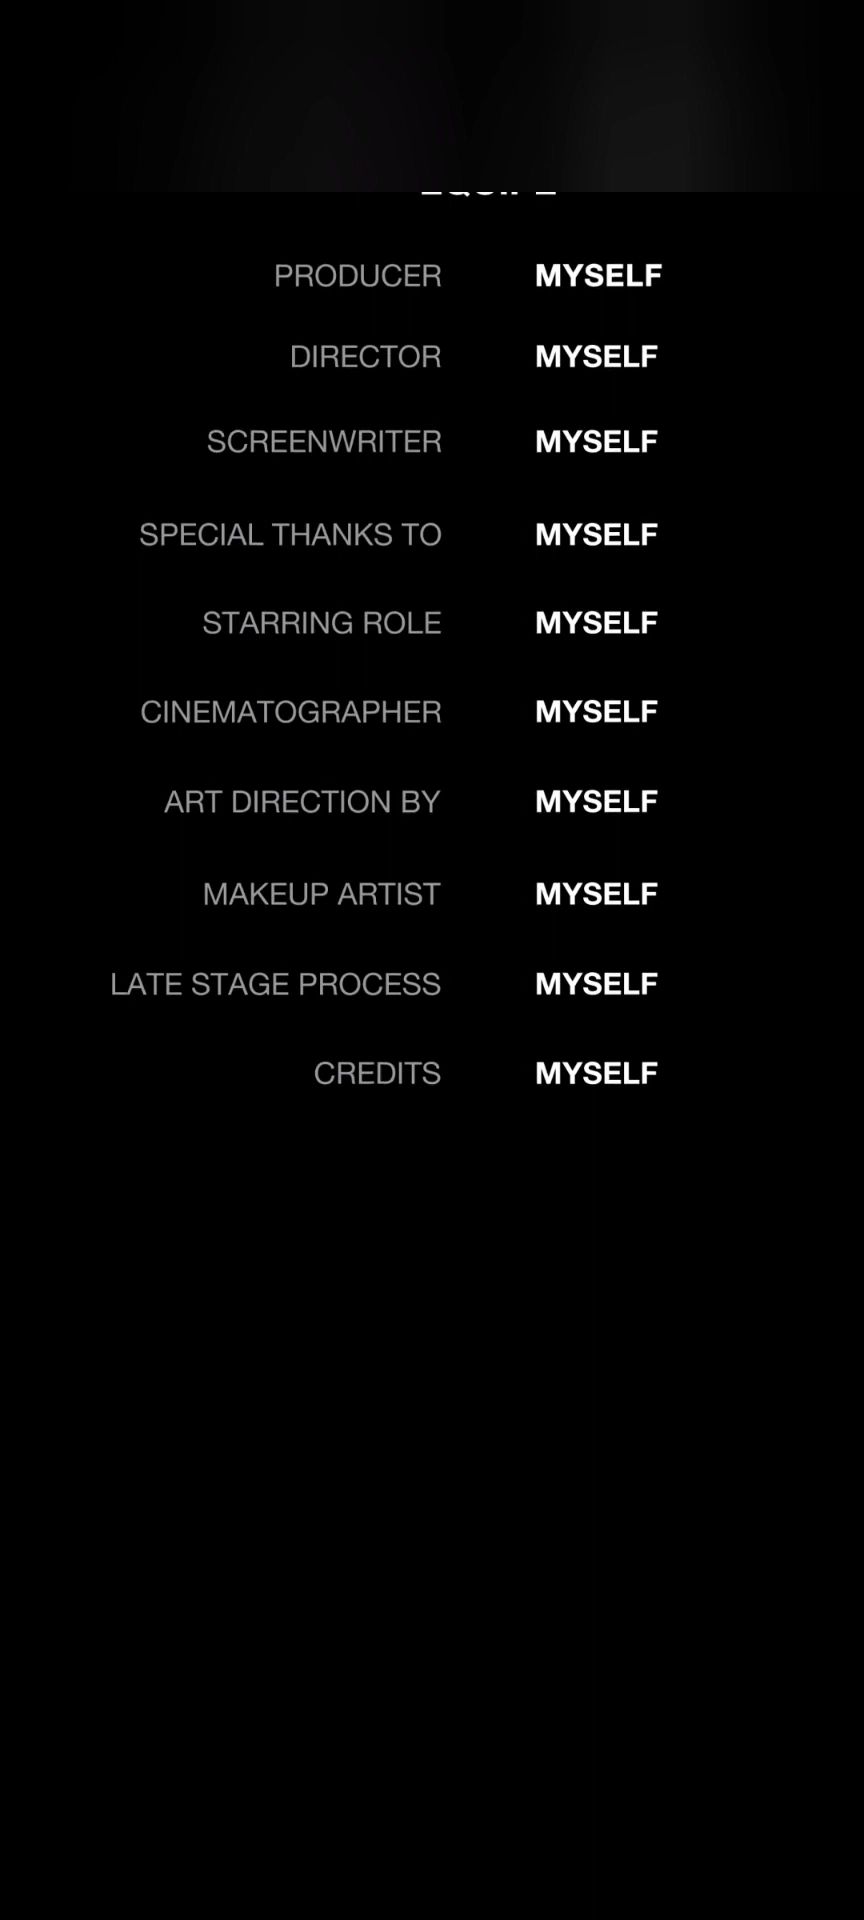 PRODUCER MYSELF
DIRECTOR MYSELF
SCREENWRITER MYSELF
SPECIAL THANKS TO MYSELF
STARRING ROLE MYSELF
CINEMATOGRAPHER MYSELF
ART DIRECTION BY MYSELF
MAKEUP ARTIST MYSELF
LATE STAGE PROCESS MYSELF
CREDITS MYSELF